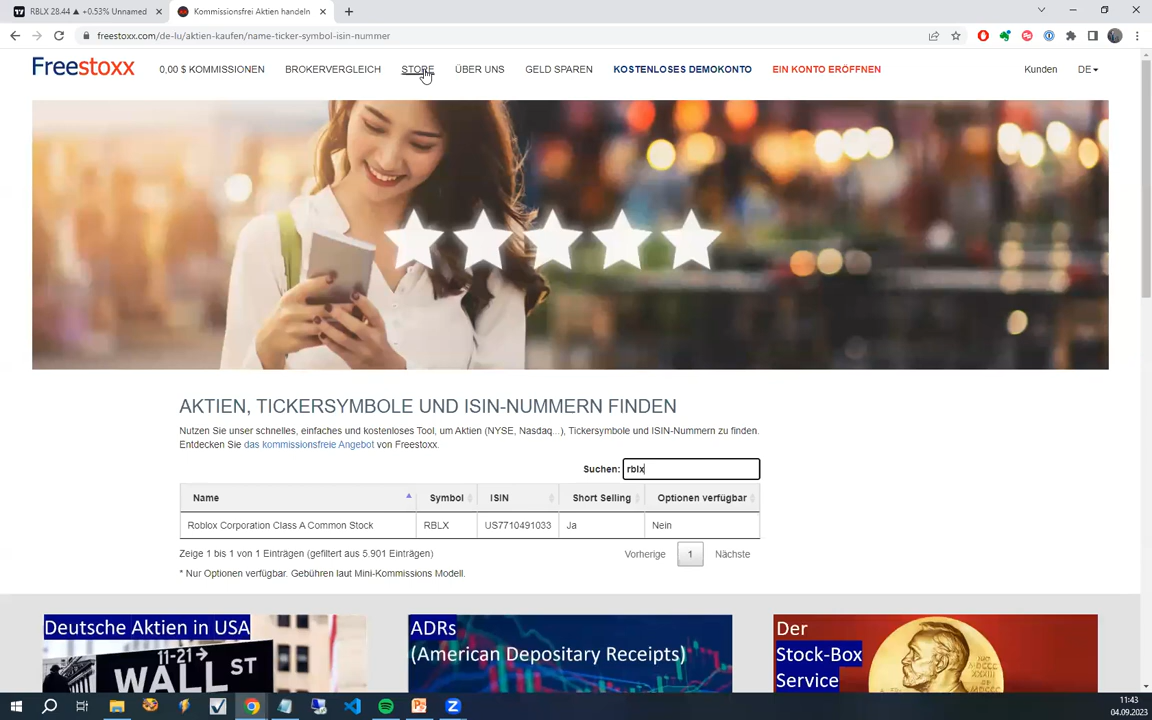 RBLX 28.44 ▲ +0.53% Unnamed
Kommissionsfrei Aktien handeln
freestoxx.com/de-lu/aktien-kaufen/name-ticker-symbol-isin-nummer
Freestoxx
0,00 $ KOMMISSIONEN
BROKERVERGLEICH
STORE
ÜBER UNS
GELD SPAREN
KOSTENLOSES DEMOKONTO
EIN KONTO ERÖFFNEN
Kunden
DE
AKTIEN, TICKERSYMBOLE UND ISIN-NUMMERN FINDEN
Nutzen Sie unser schnelles, einfaches und kostenloses Tool, um Aktien (NYSE, Nasdaq...), Tickersymbole und ISIN-Nummern zu finden.
Entdecken Sie das kommissionsfreie Angebot von Freestoxx.
Suchen: rblx
Name Symbol ISIN Short Selling Optionen verfügbar
Roblox Corporation Class A Common Stock RBLX US7710491033 Ja Nein
Zeige 1 bis 1 von 1 Einträgen (gefiltert aus 5.901 Einträgen)
Vorherige 1 Nächste
* Nur Optionen verfügbar. Gebühren laut Mini-Kommissions Modell.
Deutsche Aktien in USA
11-21
WALL ST
ADRs
(American Depositary Receipts)
Der
Stock-Box
Service
11:43
04.09.2023